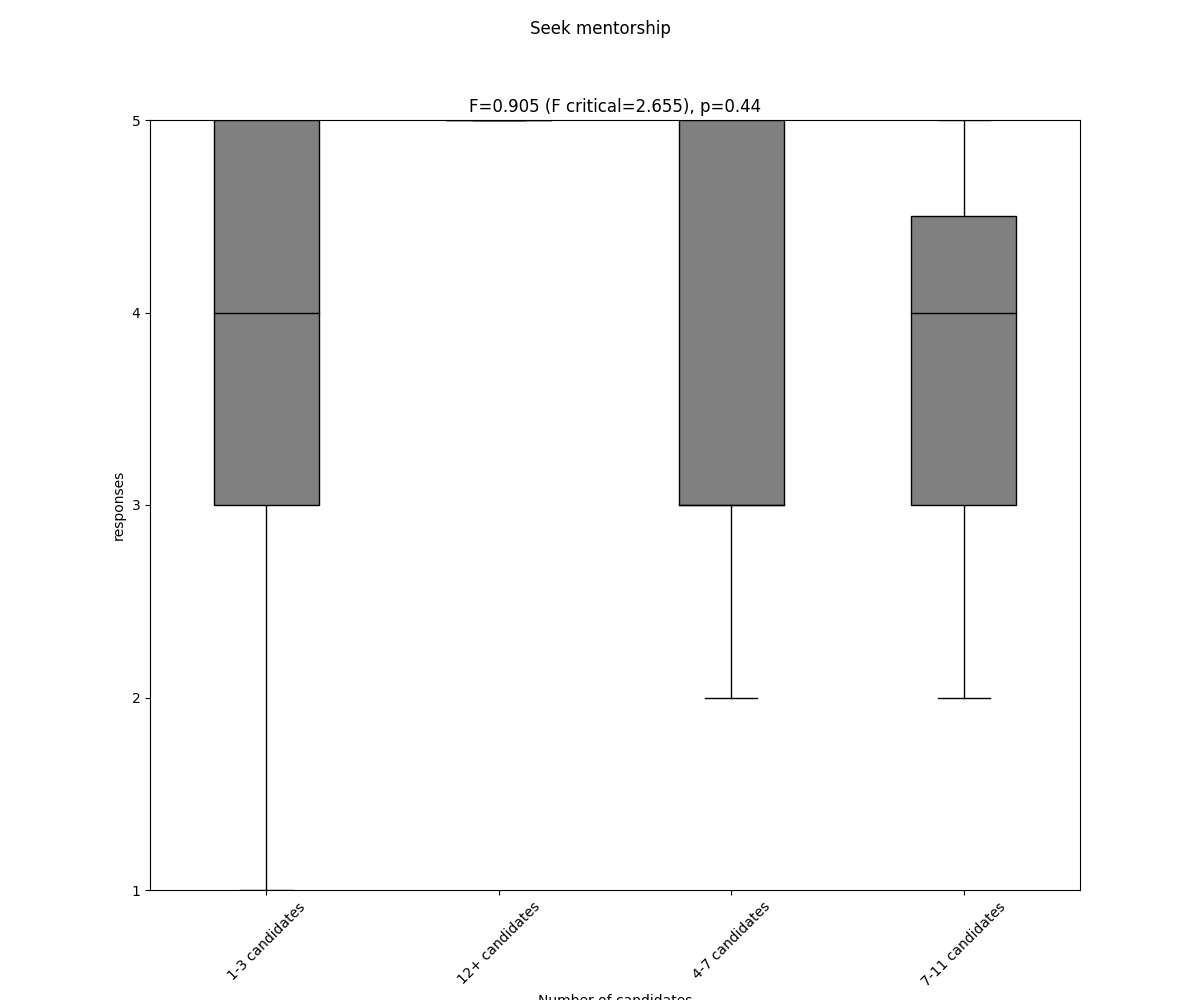 Seek mentorship
F=0.905 (F critical=2.655), p=0.44
5
4
3
2
1
responses
1-3 candidates
12+ candidates
4-7 candidates
7-11 candidates
Number of candidates